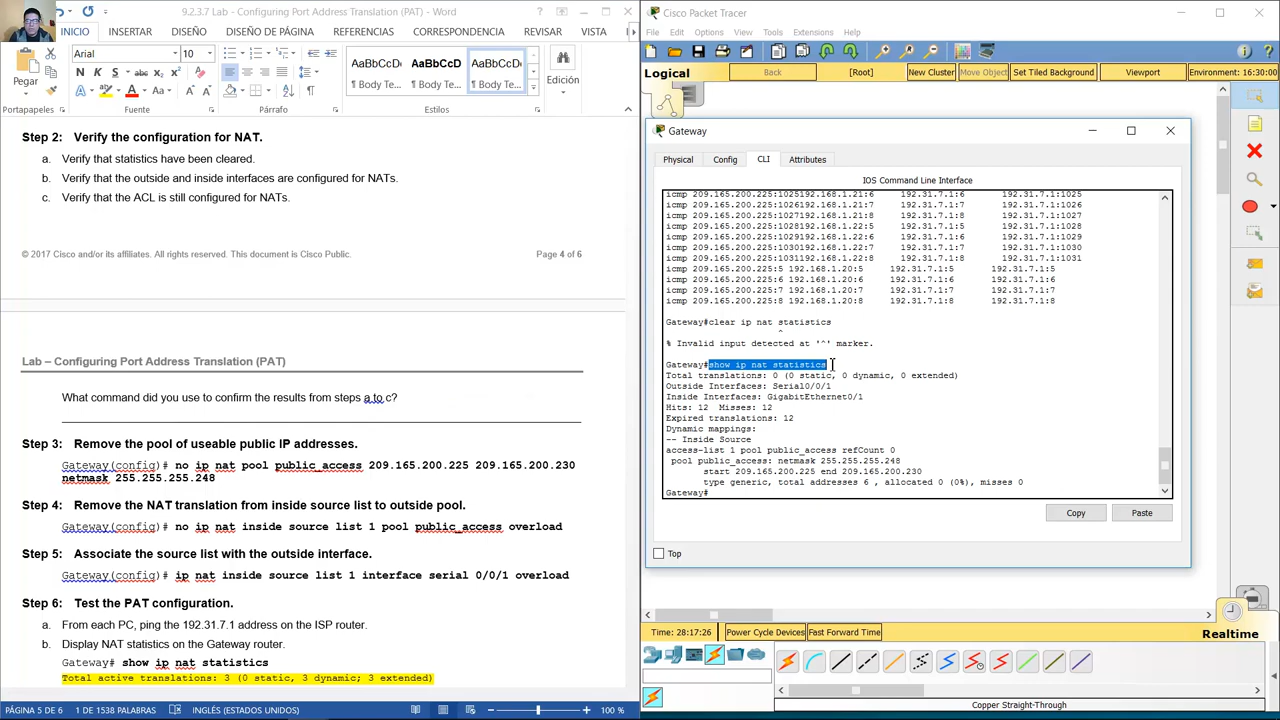 9.2.3.7 Lab - Configuring Port Address Translation (PAT) - Word
INICIO INSERTAR DISEÑO DISEÑO DE PÁGINA REFERENCIAS CORRESPONDENCIA REVISAR VISTA
Arial 10
Pegar
N K S abc x₂ x²
AaBbCcDd AaBbCcD AaBbCcDd
Body Te... Body Te... Body Te...
Edición
Portapapeles Fuente Párrafo Estilos
Step 2: Verify the configuration for NAT.
a. Verify that statistics have been cleared.
b. Verify that the outside and inside interfaces are configured for NATs.
c. Verify that the ACL is still configured for NATs.
© 2017 Cisco and/or its affiliates. All rights reserved. This document is Cisco Public. Page 4 of 6
Lab – Configuring Port Address Translation (PAT)
What command did you use to confirm the results from steps a to c?
Step 3: Remove the pool of useable public IP addresses.
Gateway(config)# no ip nat pool public_access 209.165.200.225 209.165.200.230
netmask 255.255.255.248
Step 4: Remove the NAT translation from inside source list to outside pool.
Gateway(config)# no ip nat inside source list 1 pool public_access overload
Step 5: Associate the source list with the outside interface.
Gateway(config)# ip nat inside source list 1 interface serial 0/0/1 overload
Step 6: Test the PAT configuration.
a. From each PC, ping the 192.31.7.1 address on the ISP router.
b. Display NAT statistics on the Gateway router.
Gateway# show ip nat statistics
Total active translations: 3 (0 static, 3 dynamic; 3 extended)
PÁGINA 5 DE 6 1 DE 1538 PALABRAS INGLÉS (ESTADOS UNIDOS) 100 %
Cisco Packet Tracer
File Edit Options View Tools Extensions Help
Logical Back [Root] New Cluster Move Object Set Tiled Background Viewport Environment: 16:30:00
Gateway
Physical Config CLI Attributes
IOS Command Line Interface
icmp 209.165.200.225:1025192.168.1.21:6 192.31.7.1:6 192.31.7.1:1025
icmp 209.165.200.225:1026192.168.1.21:7 192.31.7.1:7 192.31.7.1:1026
icmp 209.165.200.225:1027192.168.1.21:8 192.31.7.1:8 192.31.7.1:1027
icmp 209.165.200.225:1028192.168.1.22:5 192.31.7.1:5 192.31.7.1:1028
icmp 209.165.200.225:1029192.168.1.22:6 192.31.7.1:6 192.31.7.1:1029
icmp 209.165.200.225:1030192.168.1.22:7 192.31.7.1:7 192.31.7.1:1030
icmp 209.165.200.225:1031192.168.1.22:8 192.31.7.1:8 192.31.7.1:1031
icmp 209.165.200.225:5 192.168.1.20:5 192.31.7.1:5 192.31.7.1:5
icmp 209.165.200.225:6 192.168.1.20:6 192.31.7.1:6 192.31.7.1:6
icmp 209.165.200.225:7 192.168.1.20:7 192.31.7.1:7 192.31.7.1:7
icmp 209.165.200.225:8 192.168.1.20:8 192.31.7.1:8 192.31.7.1:8
Gateway#clear ip nat statistics
^
% Invalid input detected at '^' marker.
Gateway#show ip nat statistics
Total translations: 0 (0 static, 0 dynamic, 0 extended)
Outside Interfaces: Serial0/0/1
Inside Interfaces: GigabitEthernet0/1
Hits: 12 Misses: 12
Expired translations: 12
Dynamic mappings:
-- Inside Source
access-list 1 pool public_access refCount 0
pool public_access: netmask 255.255.255.248
start 209.165.200.225 end 209.165.200.230
type generic, total addresses 6 , allocated 0 (0%), misses 0
Gateway#
Copy Paste
Top
Time: 28:17:26 Power Cycle Devices Fast Forward Time Realtime
Copper Straight-Through